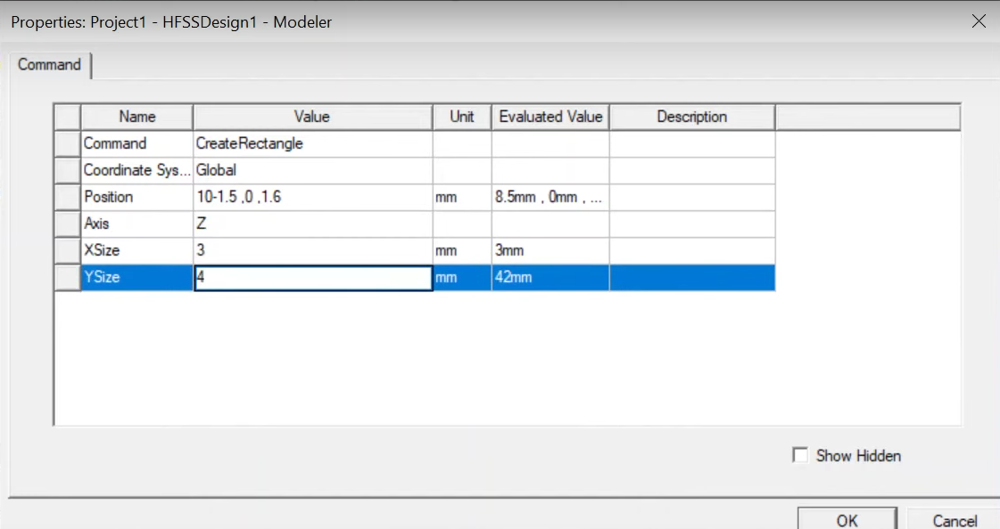 Properties: Project1 - HFSSDesign1 - Modeler
Command
Name Value Unit Evaluated Value Description
Command CreateRectangle
Coordinate Sys... Global
Position 10-1.5 ,0 ,1.6 mm 8.5mm , 0mm , ...
Axis Z
XSize 3 mm 3mm
YSize 4 mm 42mm
Show Hidden
OK Cancel